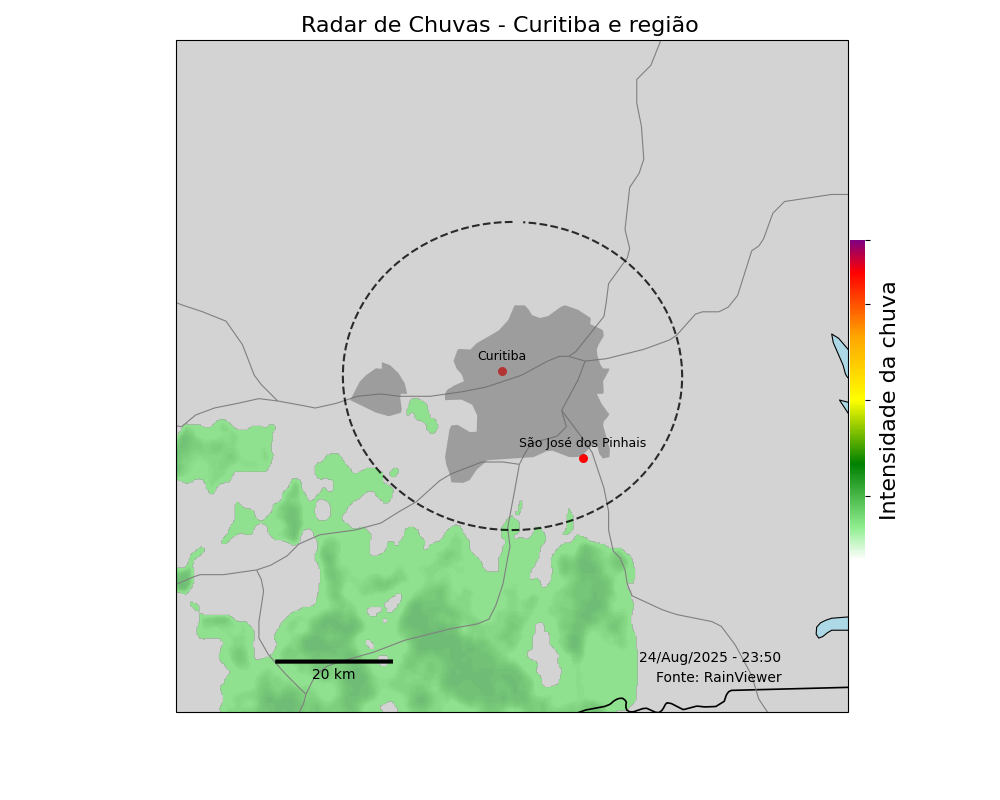 Radar de Chuvas - Curitiba e região
Curitiba
São José dos Pinhais
Intensidade da chuva
24/Aug/2025 - 23:50
Fonte: RainViewer
20 km